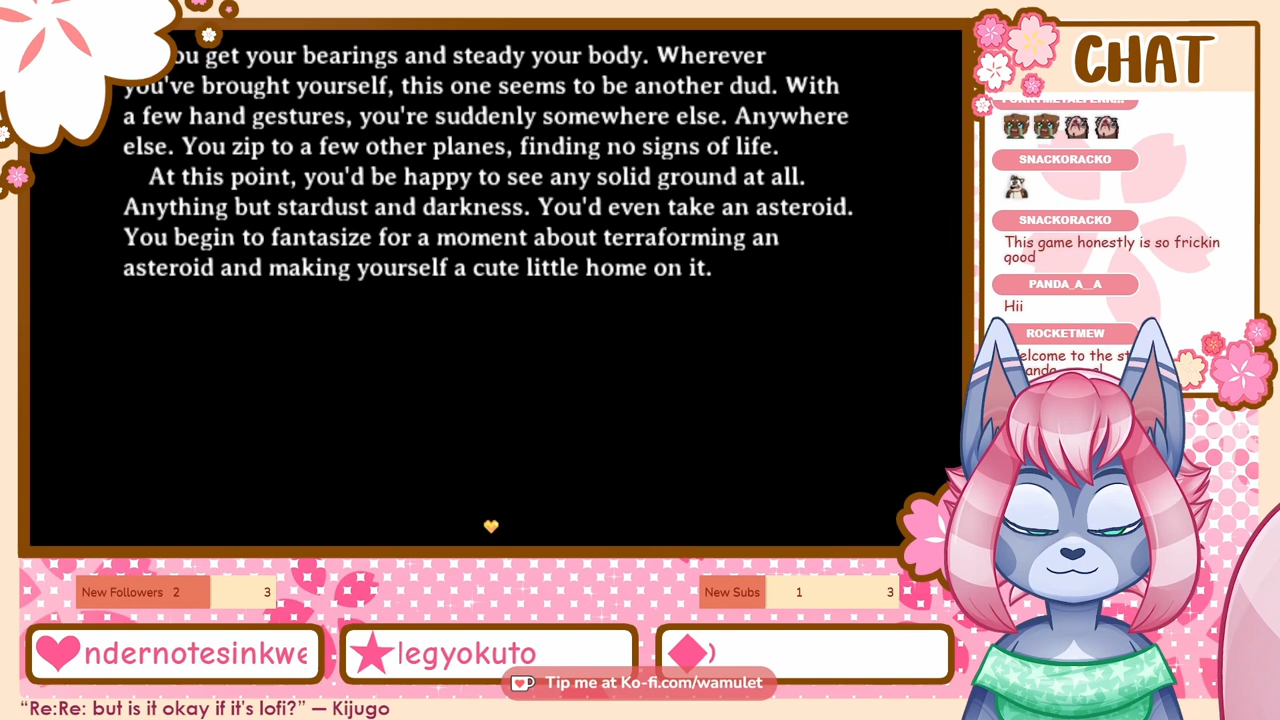 ou get your bearings and steady your body. Wherever
you've brought yourself, this one seems to be another dud. With
a few hand gestures, you're suddenly somewhere else. Anywhere
else. You zip to a few other planes, finding no signs of life.
At this point, you'd be happy to see any solid ground at all.
Anything but stardust and darkness. You'd even take an asteroid.
You begin to fantasize for a moment about terraforming an
asteroid and making yourself a cute little home on it.
CHAT
SNACKORACKO
SNACKORACKO
This game honestly is so frickin
good
PANDA_A__A
Hii
ROCKETMEW
elcome to the st
New Followers 2 3
New Subs 1 3
ndernotesinkwe
legyokuto
)
Tip me at Ko-fi.com/wamulet
“Re:Re: but is it okay if it's lofi?” — Kijugo